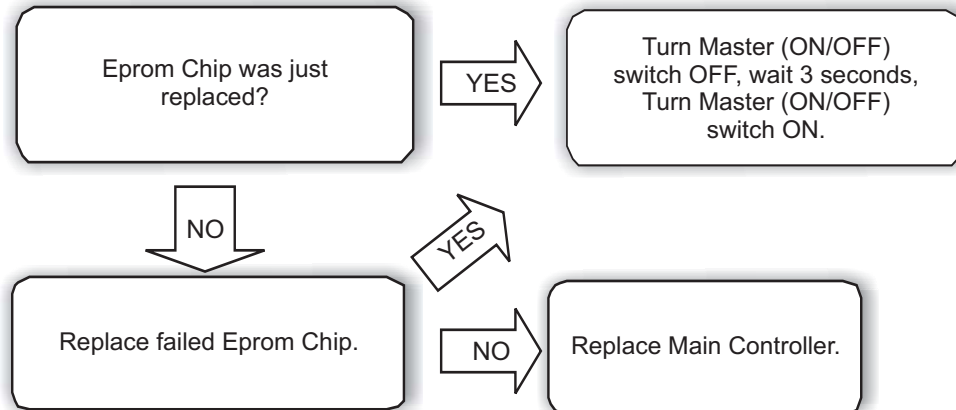 Eprom Chip was just
replaced?
YES
Turn Master (ON/OFF)
switch OFF, wait 3 seconds,
Turn Master (ON/OFF)
switch ON.
NO
YES
Replace failed Eprom Chip.
NO
Replace Main Controller.